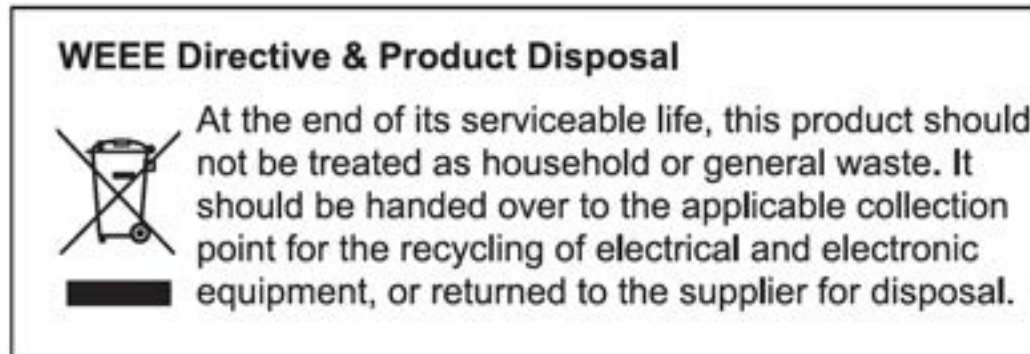 WEEE Directive & Product Disposal
At the end of its serviceable life, this product should
not be treated as household or general waste. It
should be handed over to the applicable collection
point for the recycling of electrical and electronic
equipment, or returned to the supplier for disposal.